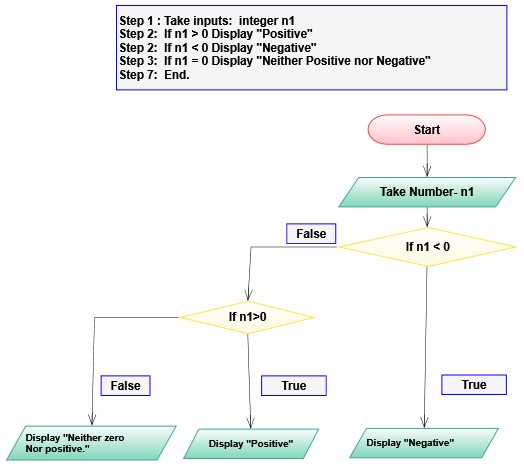 Step 1 : Take inputs:  integer n1
Step 2:  If n1 > 0 Display "Positive"
Step 2:  If n1 < 0 Display "Negative"
Step 3:  If n1 = 0 Display "Neither Positive nor Negative"
Step 7:  End.
Start
Take Number- n1
If n1 < 0
False
If n1>0
False
True
True
Display "Neither zero
Nor positive."
Display "Positive"
Display "Negative"